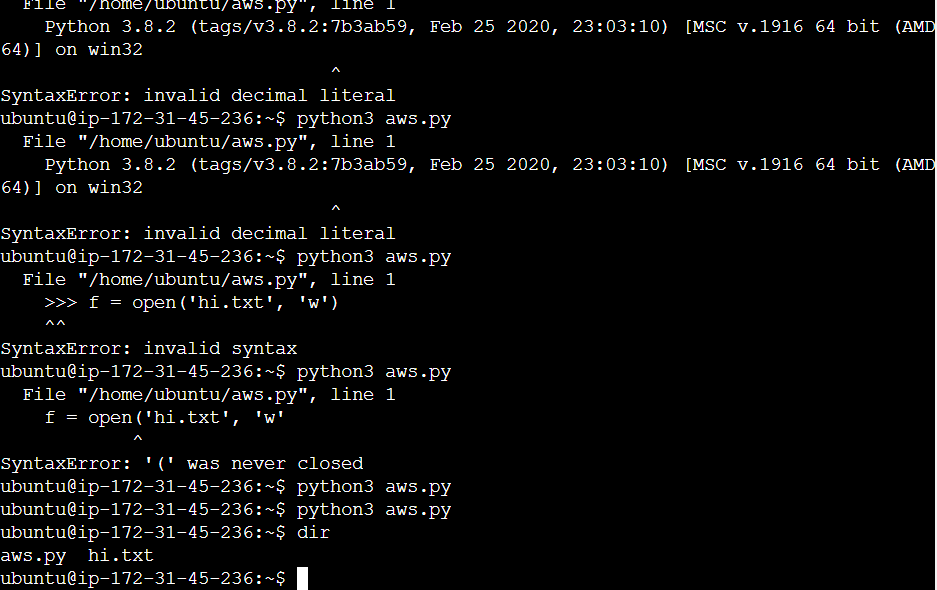 File "/home/ubuntu/aws.py", line 1
    Python 3.8.2 (tags/v3.8.2:7b3ab59, Feb 25 2020, 23:03:10) [MSC v.1916 64 bit (AMD
64)] on win32
                              ^
SyntaxError: invalid decimal literal
ubuntu@ip-172-31-45-236:~$ python3 aws.py
  File "/home/ubuntu/aws.py", line 1
    Python 3.8.2 (tags/v3.8.2:7b3ab59, Feb 25 2020, 23:03:10) [MSC v.1916 64 bit (AMD
64)] on win32
                              ^
SyntaxError: invalid decimal literal
ubuntu@ip-172-31-45-236:~$ python3 aws.py
  File "/home/ubuntu/aws.py", line 1
    >>> f = open('hi.txt', 'w')
    ^^
SyntaxError: invalid syntax
ubuntu@ip-172-31-45-236:~$ python3 aws.py
  File "/home/ubuntu/aws.py", line 1
    f = open('hi.txt', 'w'
            ^
SyntaxError: '(' was never closed
ubuntu@ip-172-31-45-236:~$ python3 aws.py
ubuntu@ip-172-31-45-236:~$ python3 aws.py
ubuntu@ip-172-31-45-236:~$ dir
aws.py  hi.txt
ubuntu@ip-172-31-45-236:~$